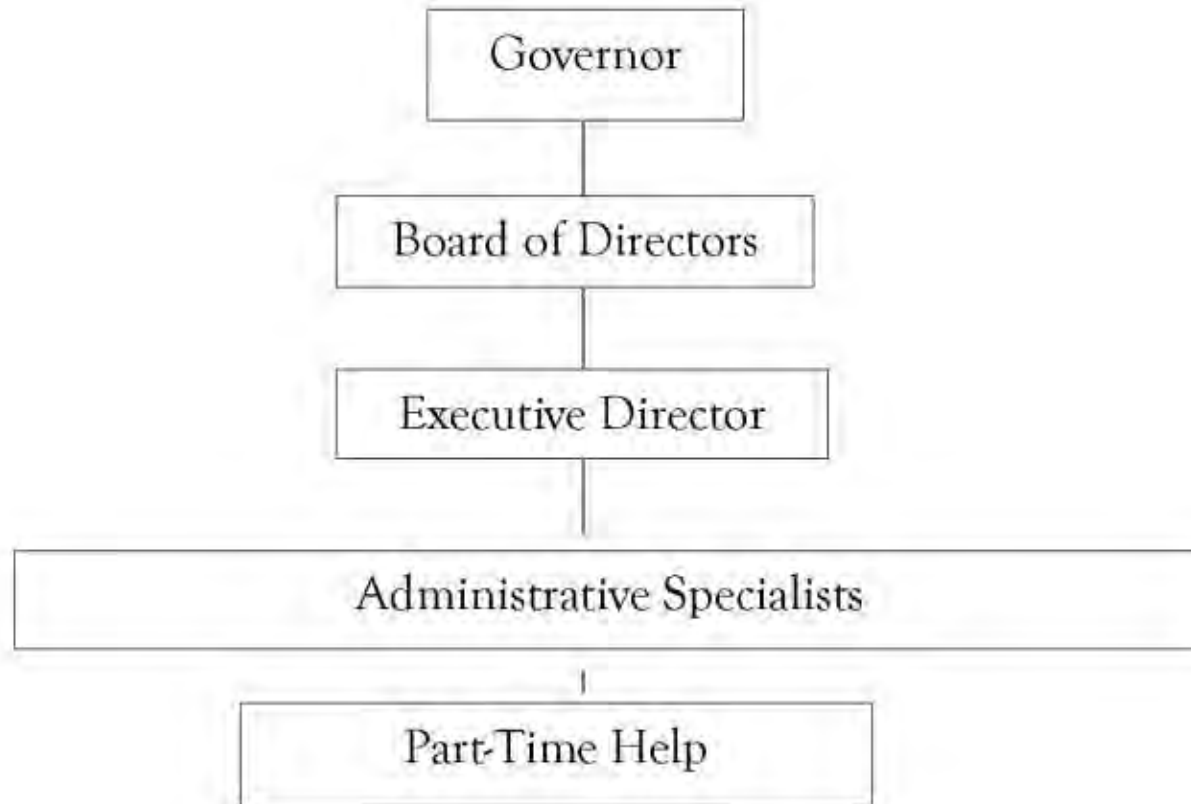 Governor
Board of Directors
Executive Director
Administrative Specialists
Part-Time Help